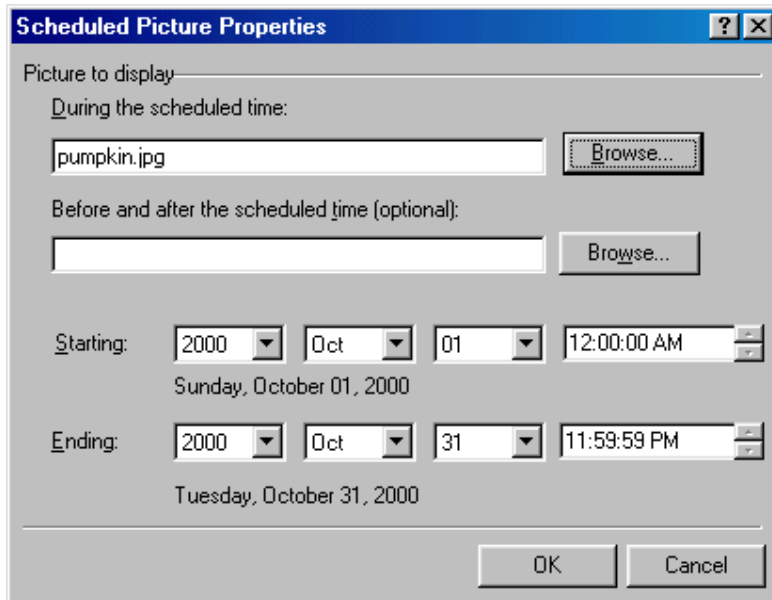 Scheduled Picture Properties
Picture to display
During the scheduled time:
pumpkin.jpg Browse...
Before and after the scheduled time (optional):
Browse...
Starting: 2000 Oct 01 12:00:00 AM
Sunday, October 01, 2000
Ending: 2000 Oct 31 11:59:59 PM
Tuesday, October 31, 2000
OK Cancel